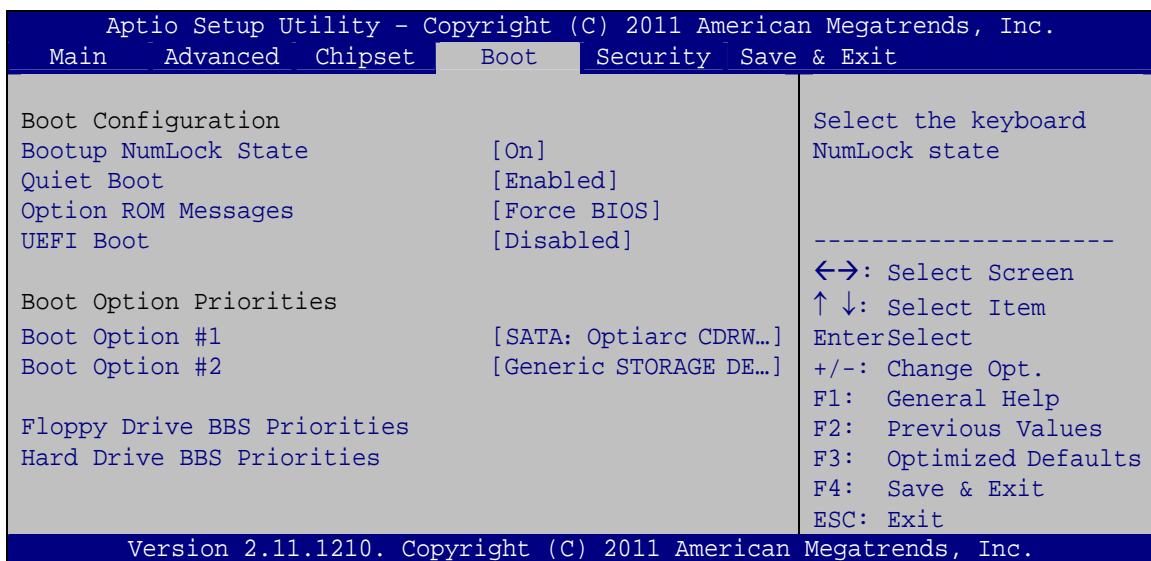 Aptio Setup Utility – Copyright (C) 2011 American Megatrends, Inc.
Main Advanced Chipset Boot Security Save & Exit
Boot Configuration
Bootup NumLock State [On]
Quiet Boot [Enabled]
Option ROM Messages [Force BIOS]
UEFI Boot [Disabled]
Boot Option Priorities
Boot Option #1 [SATA: Optiarc CDRW…]
Boot Option #2 [Generic STORAGE DE…]
Floppy Drive BBS Priorities
Hard Drive BBS Priorities
Select the keyboard
NumLock state
---------------------
←→: Select Screen
↑ ↓: Select Item
EnterSelect
+/-: Change Opt.
F1: General Help
F2: Previous Values
F3: Optimized Defaults
F4: Save & Exit
ESC: Exit
Version 2.11.1210. Copyright (C) 2011 American Megatrends, Inc.